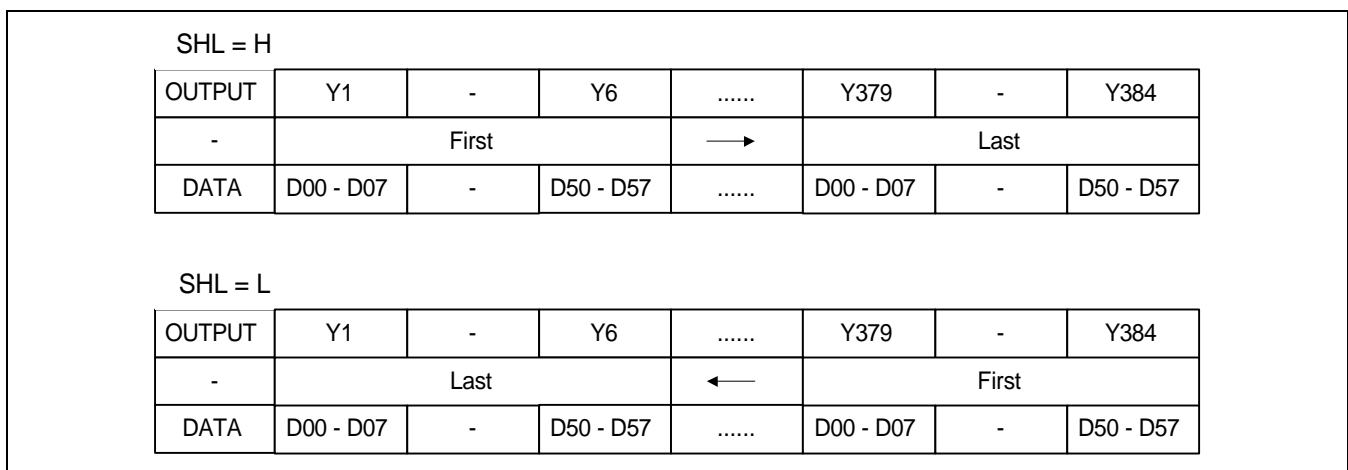 SHL = H
OUTPUT Y1 - Y6 ...... Y379 - Y384
- First → Last
DATA D00 - D07 - D50 - D57 ...... D00 - D07 - D50 - D57
SHL = L
OUTPUT Y1 - Y6 ...... Y379 - Y384
- Last ← First
DATA D00 - D07 - D50 - D57 ...... D00 - D07 - D50 - D57